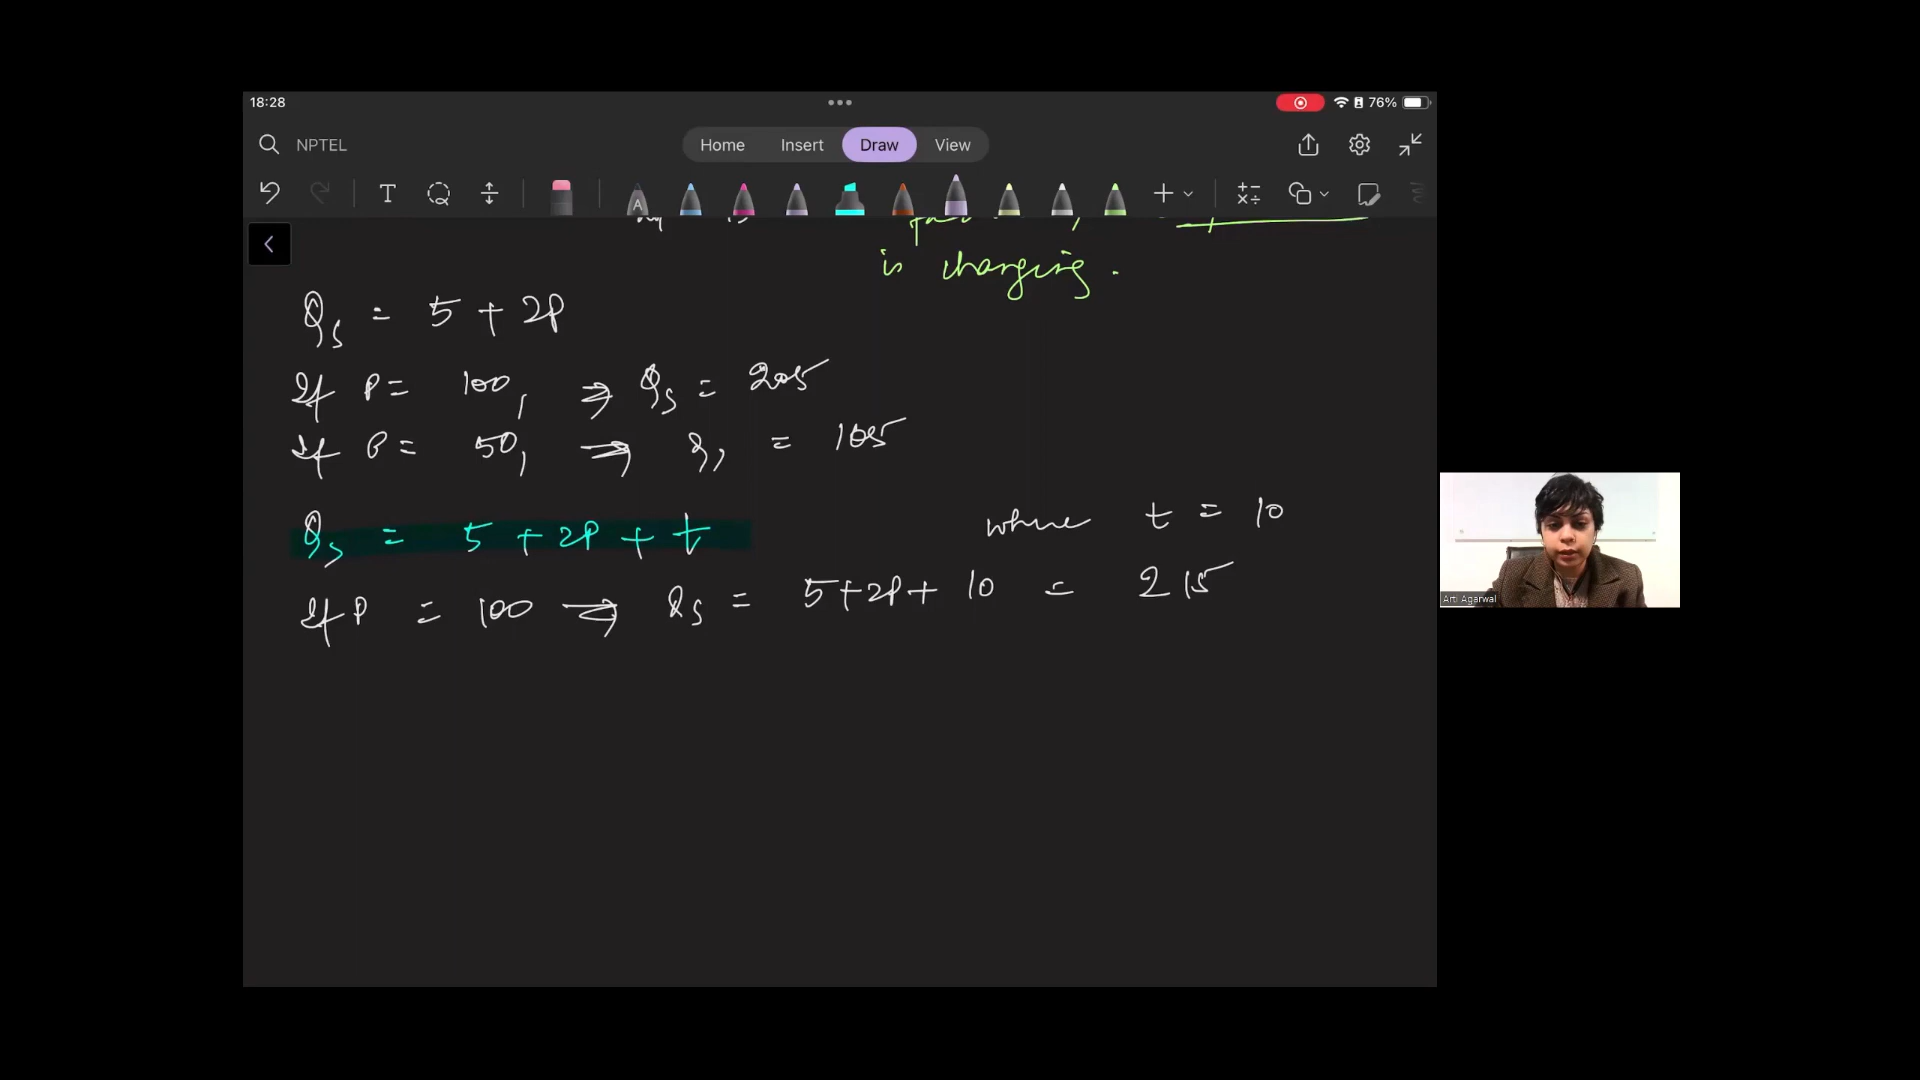 18:28
76%
NPTEL
Home Insert Draw View
T
A
is changing.
Qs = 5 + 2P
If P = 100, ⇒ Qs = 205
If P = 50, ⇒ Qs = 105
Qs = 5 + 2P + t where t = 10
If P = 100 ⇒ Qs = 5+2P+ 10 = 215
Arti Agarwal